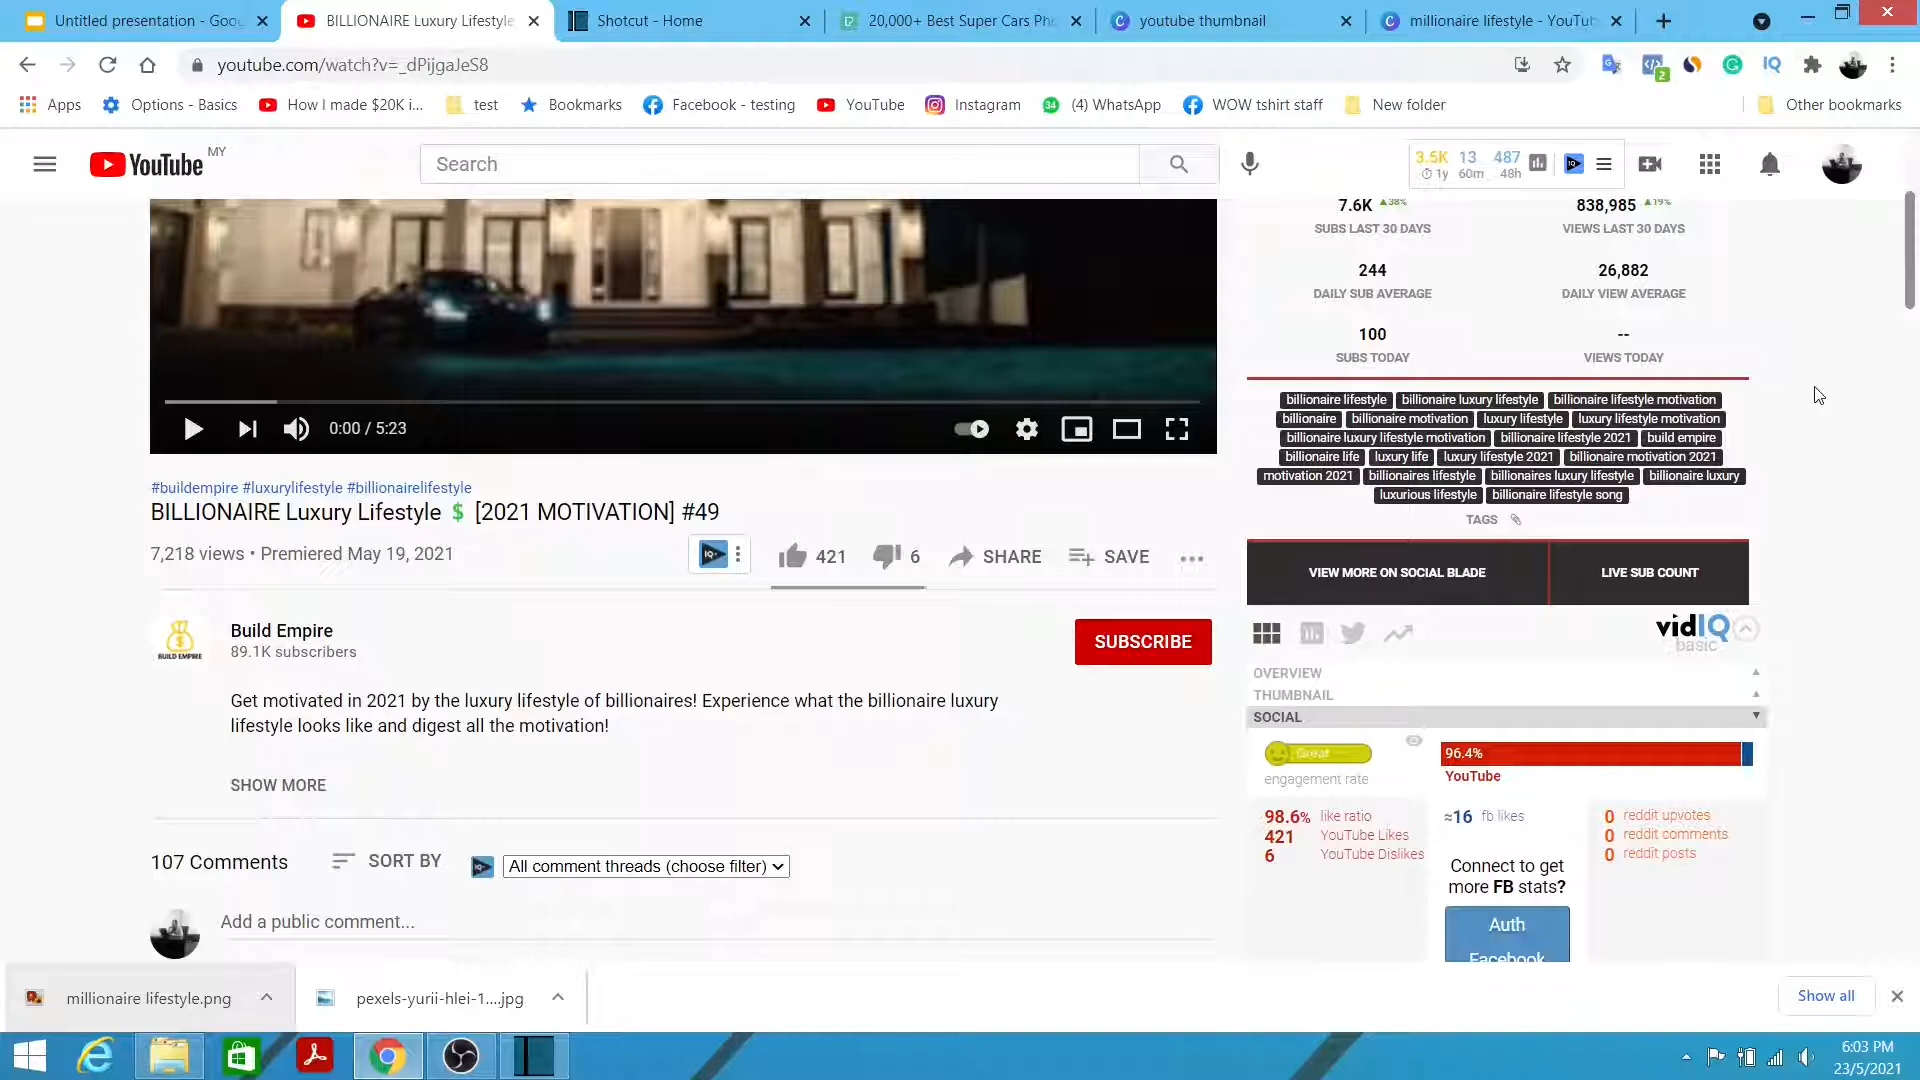 Untitled presentation - Goo
BILLIONAIRE Luxury Lifestyle
Shotcut - Home
20,000+ Best Super Cars Pho
youtube thumbnail
millionaire lifestyle - YouTub
youtube.com/watch?v=_dPijgaJeS8
2
IQ
Apps
Options - Basics
How I made $20K i...
test
Bookmarks
Facebook - testing
YouTube
Instagram
34
(4) WhatsApp
WOW tshirt staff
New folder
Other bookmarks
YouTube MY
Search
3.5K 13 487
1y 60m 48h
7.6K ▲38%
SUBS LAST 30 DAYS
838,985 ▲19%
VIEWS LAST 30 DAYS
244
DAILY SUB AVERAGE
26,882
DAILY VIEW AVERAGE
100
SUBS TODAY
--
VIEWS TODAY
billionaire lifestyle billionaire luxury lifestyle billionaire lifestyle motivation
billionaire billionaire motivation luxury lifestyle luxury lifestyle motivation
billionaire luxury lifestyle motivation billionaire lifestyle 2021 build empire
billionaire life luxury life luxury lifestyle 2021 billionaire motivation 2021
motivation 2021 billionaires lifestyle billionaires luxury lifestyle billionaire luxury
luxurious lifestyle billionaire lifestyle song
TAGS
VIEW MORE ON SOCIAL BLADE
LIVE SUB COUNT
0:00 / 5:23
#buildempire #luxurylifestyle #billionairelifestyle
BILLIONAIRE Luxury Lifestyle 💲 [2021 MOTIVATION] #49
7,218 views • Premiered May 19, 2021
IQ
421
6
SHARE
SAVE
BUILD EMPIRE
Build Empire
89.1K subscribers
SUBSCRIBE
Get motivated in 2021 by the luxury lifestyle of billionaires! Experience what the billionaire luxury
lifestyle looks like and digest all the motivation!
SHOW MORE
107 Comments
SORT BY
All comment threads (choose filter)
Add a public comment...
vidIQ
basic
OVERVIEW
THUMBNAIL
SOCIAL
Great
engagement rate
96.4%
YouTube
98.6% like ratio
421 YouTube Likes
6 YouTube Dislikes
≈16 fb likes
Connect to get
more FB stats?
Auth
Facebook
0 reddit upvotes
0 reddit comments
0 reddit posts
millionaire lifestyle.png
pexels-yurii-hlei-1....jpg
Show all
6:03 PM
23/5/2021